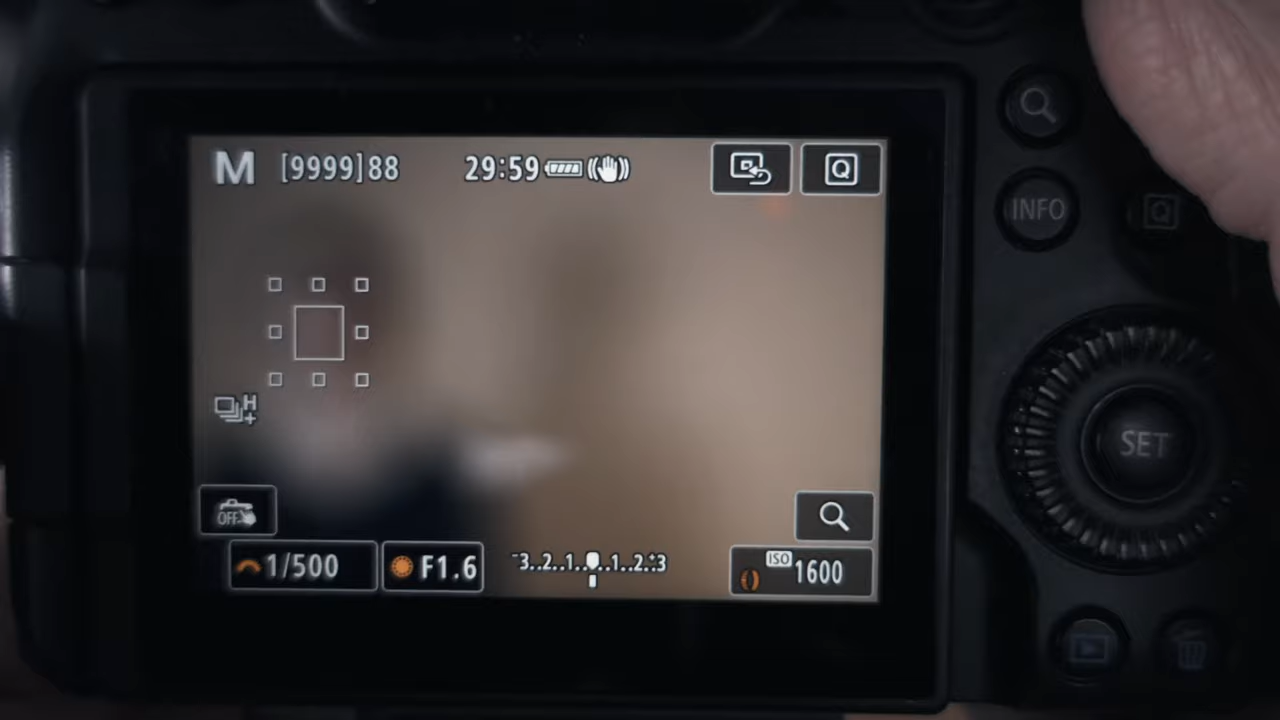 M [9999]88 29:59 Q
INFO
Q
H+
SET
OFF
1/500 F1.6 -3..2..1..0..1..2.:+3 ISO 1600